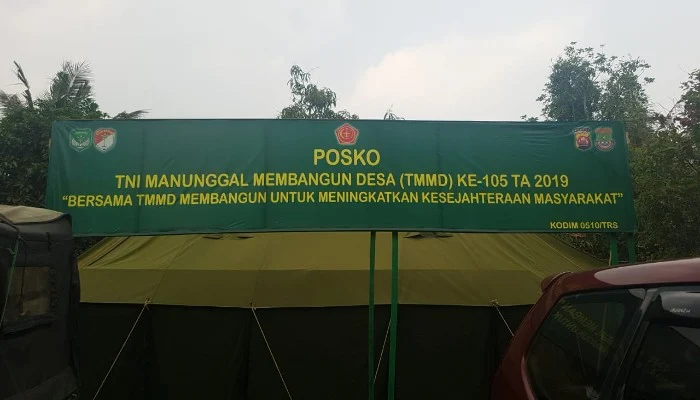 POSKO
TNI MANUNGGAL MEMBANGUN DESA (TMMD) KE-105 TA 2019
“BERSAMA TMMD MEMBANGUN UNTUK MENINGKATKAN KESEJAHTERAAN MASYARAKAT”
KODIM 0510/TRS